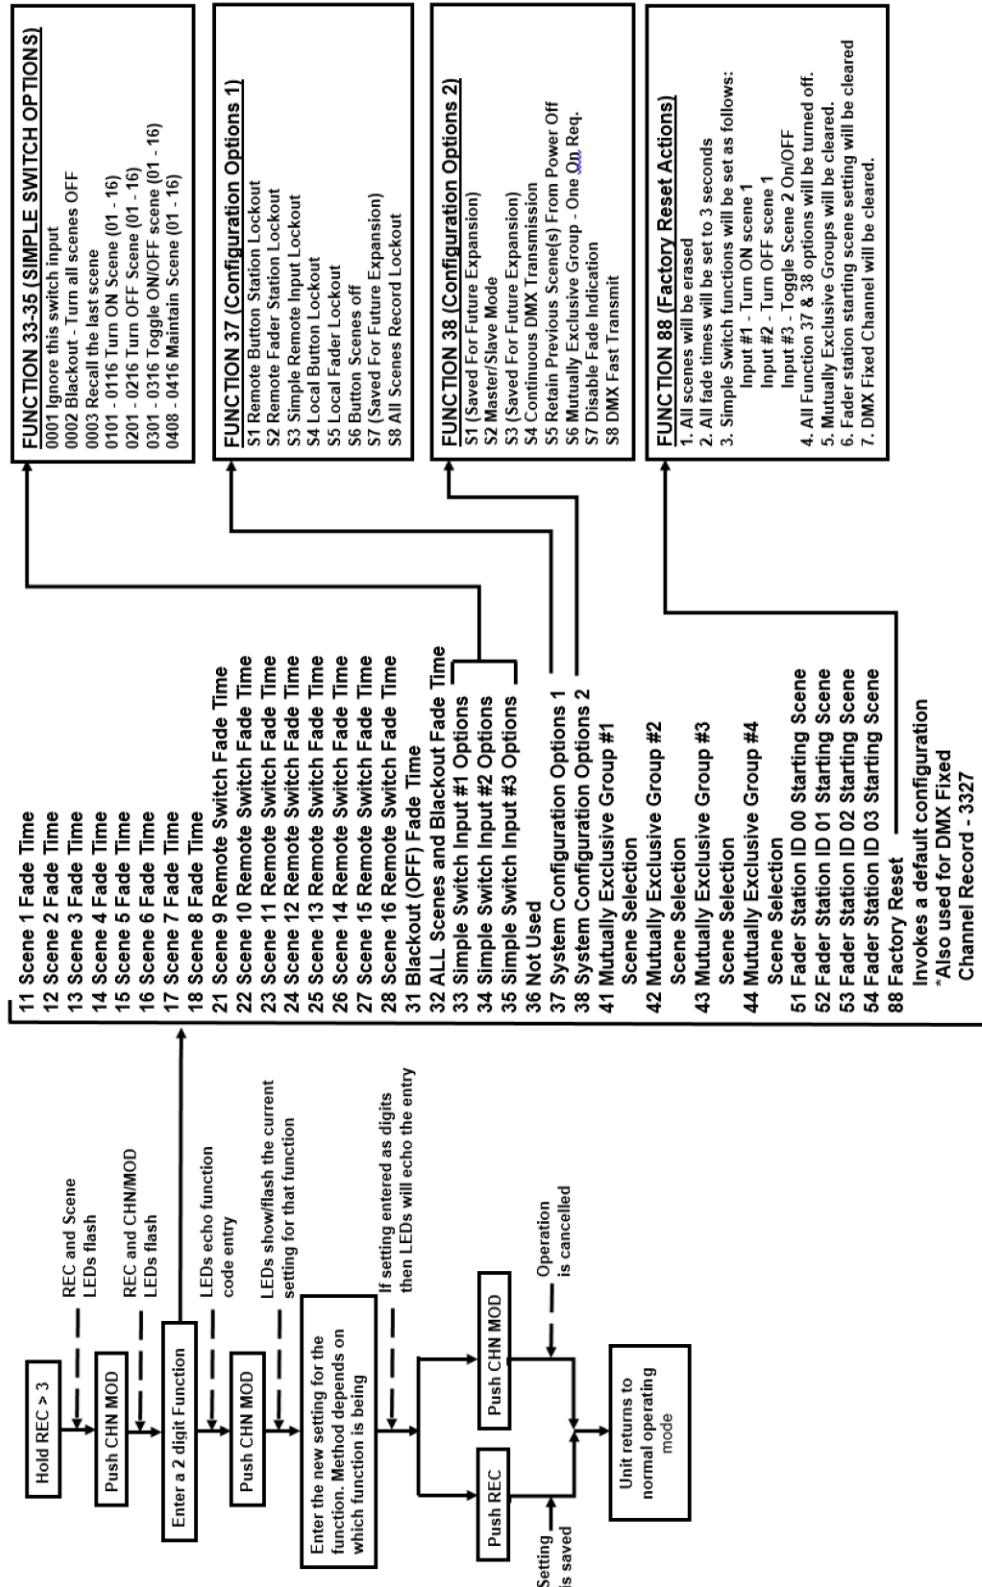 Hold REC > 3
REC and Scene
LEDs flash
Push CHN MOD
REC and CHN/MOD
LEDs flash
Enter a 2 digit Function
LEDs echo function
code entry
Push CHN MOD
LEDs show/flash the current
setting for that function
Enter the new setting for the
function. Method depends on
which function is being
If setting entered as digits
then LEDs will echo the entry
Push REC
Push CHN MOD
Setting
is saved
Operation
is cancelled
Unit returns to
normal operating
mode
11 Scene 1 Fade Time
12 Scene 2 Fade Time
13 Scene 3 Fade Time
14 Scene 4 Fade Time
15 Scene 5 Fade Time
16 Scene 6 Fade Time
17 Scene 7 Fade Time
18 Scene 8 Fade Time
21 Scene 9 Remote Switch Fade Time
22 Scene 10 Remote Switch Fade Time
23 Scene 11 Remote Switch Fade Time
24 Scene 12 Remote Switch Fade Time
25 Scene 13 Remote Switch Fade Time
26 Scene 14 Remote Switch Fade Time
27 Scene 15 Remote Switch Fade Time
28 Scene 16 Remote Switch Fade Time
31 Blackout (OFF) Fade Time
32 ALL Scenes and Blackout Fade Time
33 Simple Switch Input #1 Options
34 Simple Switch Input #2 Options
35 Simple Switch Input #3 Options
36 Not Used
37 System Configuration Options 1
38 System Configuration Options 2
41 Mutually Exclusive Group #1
Scene Selection
42 Mutually Exclusive Group #2
Scene Selection
43 Mutually Exclusive Group #3
Scene Selection
44 Mutually Exclusive Group #4
Scene Selection
51 Fader Station ID 00 Starting Scene
52 Fader Station ID 01 Starting Scene
53 Fader Station ID 02 Starting Scene
54 Fader Station ID 03 Starting Scene
88 Factory Reset
Invokes a default configuration
*Also used for DMX Fixed
Channel Record - 3327
FUNCTION 33-35 (SIMPLE SWITCH OPTIONS)
0001 Ignore this switch input
0002 Blackout - Turn all scenes OFF
0003 Recall the last scene
0101 - 0116 Turn ON Scene (01 - 16)
0201 - 0216 Turn OFF Scene (01 - 16)
0301 - 0316 Toggle ON/OFF scene (01 - 16)
0408 - 0416 Maintain Scene (01 - 16)
FUNCTION 37 (Configuration Options 1)
S1 Remote Button Station Lockout
S2 Remote Fader Station Lockout
S3 Simple Remote Input Lockout
S4 Local Button Lockout
S5 Local Fader Lockout
S6 Button Scenes off
S7 (Saved For Future Expansion)
S8 All Scenes Record Lockout
FUNCTION 38 (Configuration Options 2)
S1 (Saved For Future Expansion)
S2 Master/Slave Mode
S3 (Saved For Future Expansion)
S4 Continuous DMX Transmission
S5 Retain Previous Scene(s) From Power Off
S6 Mutually Exclusive Group - One On Req.
S7 Disable Fade Indication
S8 DMX Fast Transmit
FUNCTION 88 (Factory Reset Actions)
1. All scenes will be erased
2. All fade times will be set to 3 seconds
3. Simple Switch functions will be set as follows:
Input #1 - Turn ON scene 1
Input #2 - Turn OFF scene 1
Input #3 - Toggle Scene 2 On/OFF
4. All Function 37 & 38 options will be turned off.
5. Mutually Exclusive Groups will be cleared.
6. Fader station starting scene setting will be cleared
7. DMX Fixed Channel will be cleared.